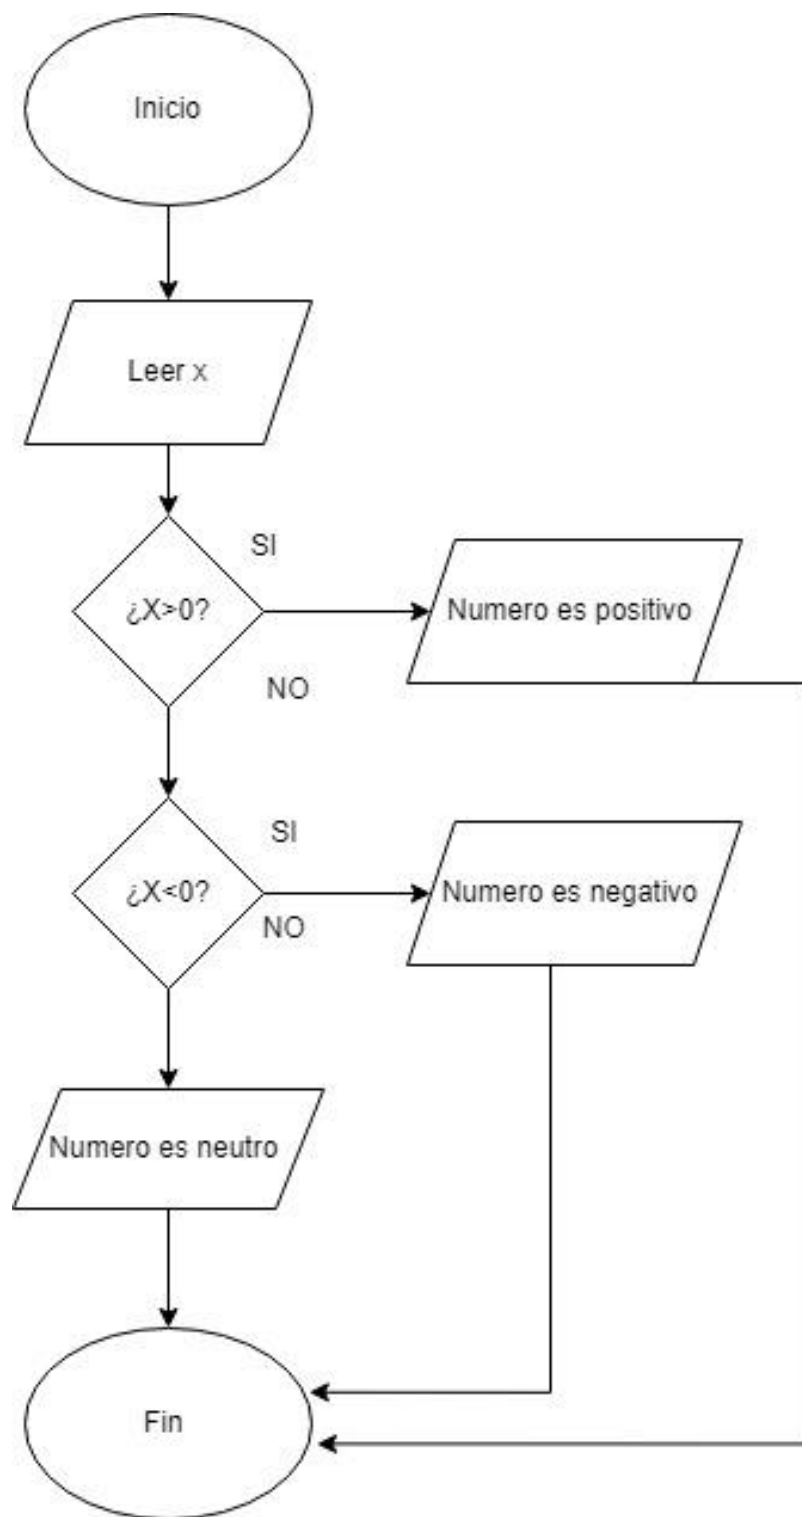 Inicio
Leer x
SI
¿X>0?
Numero es positivo
NO
SI
¿X<0?
Numero es negativo
NO
Numero es neutro
Fin